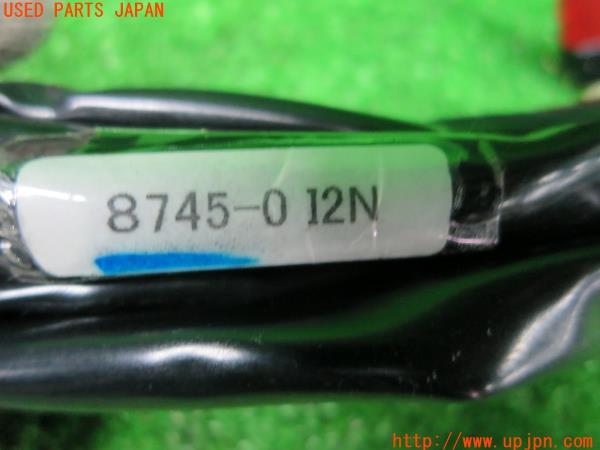 USED PARTS JAPAN
8745-0 12N
http://www.upjpn.com/